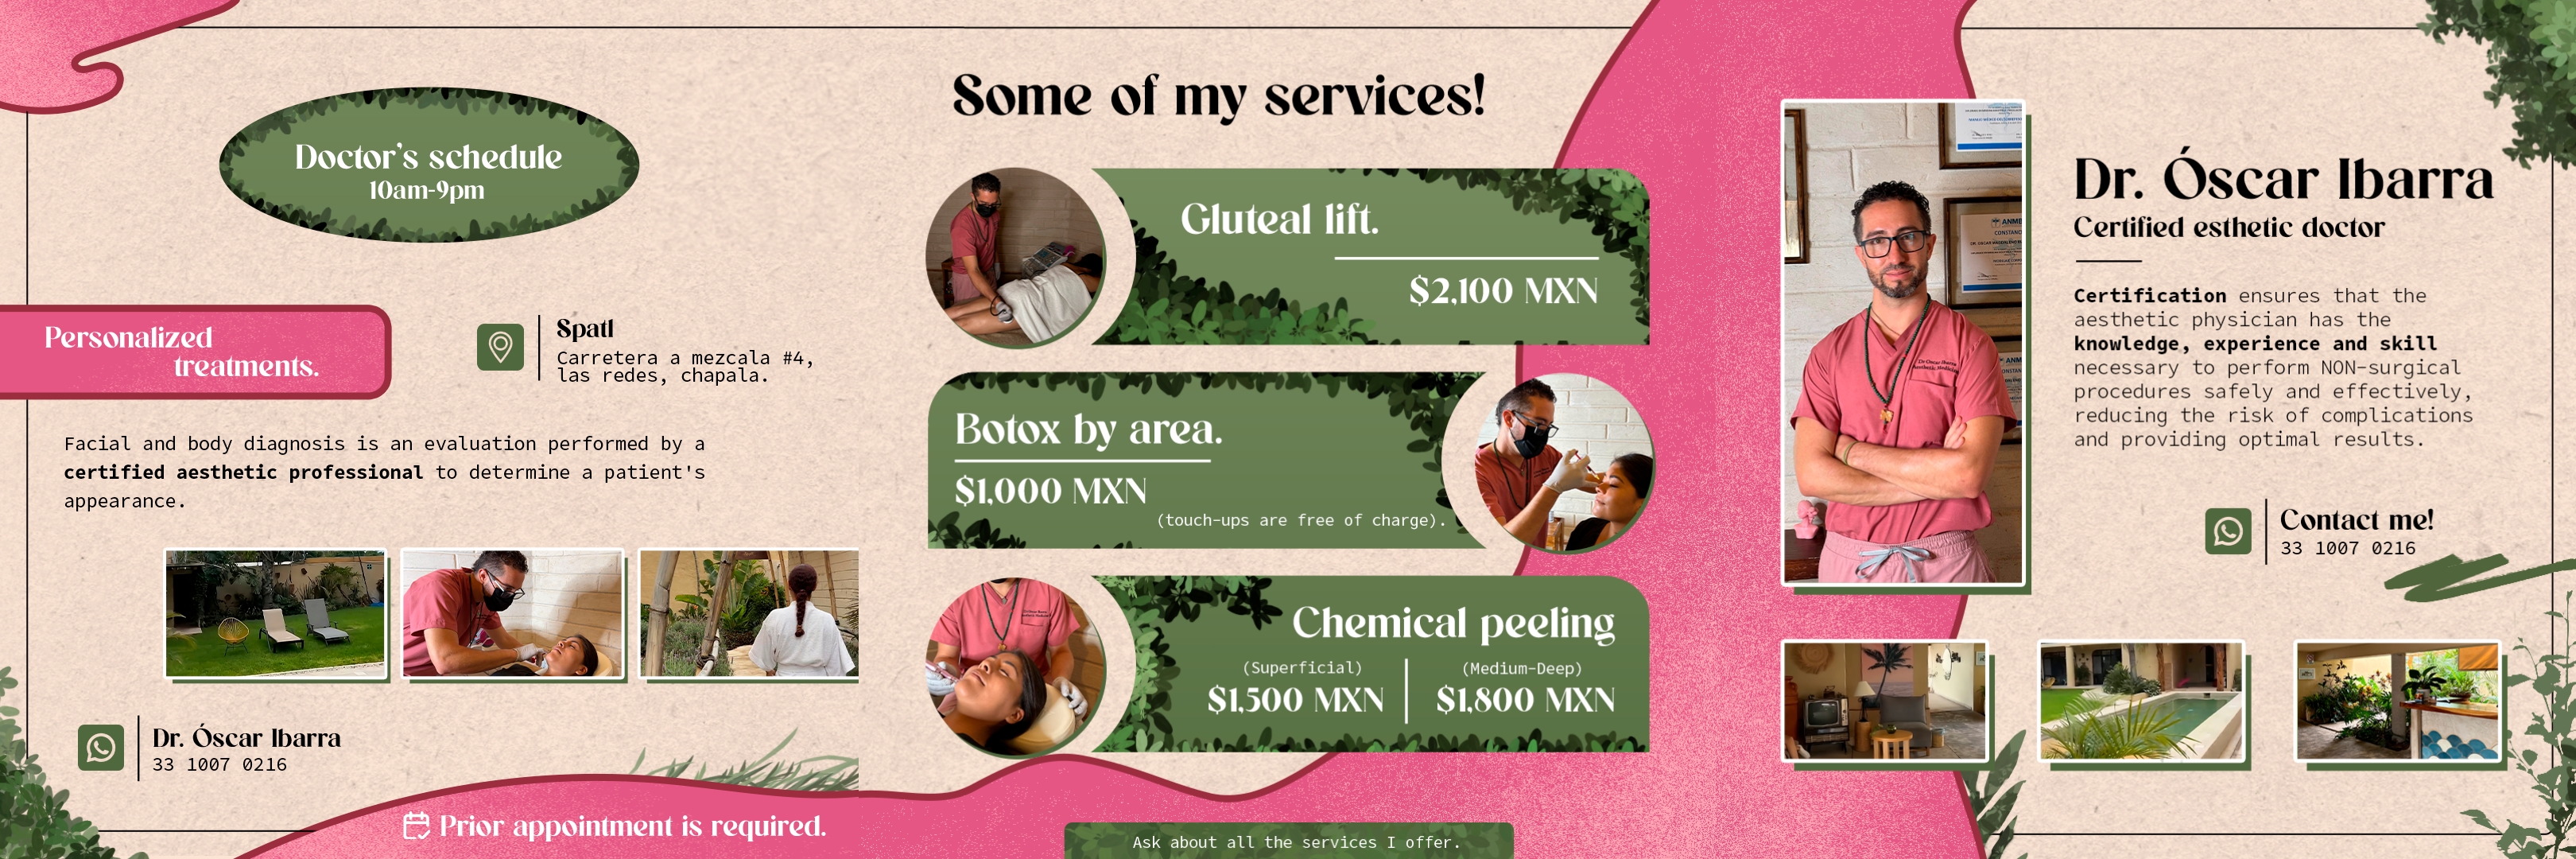 Doctor's schedule
10am-9pm
Personalized
treatments.
Spatl
Carretera a mezcala #4,
las redes, chapala.
Facial and body diagnosis is an evaluation performed by a
certified aesthetic professional to determine a patient's
appearance.
Dr. Óscar Ibarra
33 1007 0216
Prior appointment is required.
Some of my services!
Gluteal lift.
$2,100 MXN
Botox by area.
$1,000 MXN
(touch-ups are free of charge).
Chemical peeling
(Superficial)
$1,500 MXN
(Medium-Deep)
$1,800 MXN
Ask about all the services I offer.
Dr. Óscar Ibarra
Certified esthetic doctor
Certification ensures that the
aesthetic physician has the
knowledge, experience and skill
necessary to perform NON-surgical
procedures safely and effectively,
reducing the risk of complications
and providing optimal results.
Contact me!
33 1007 0216
Dr Oscar Ibarra
Aesthetic Medicine